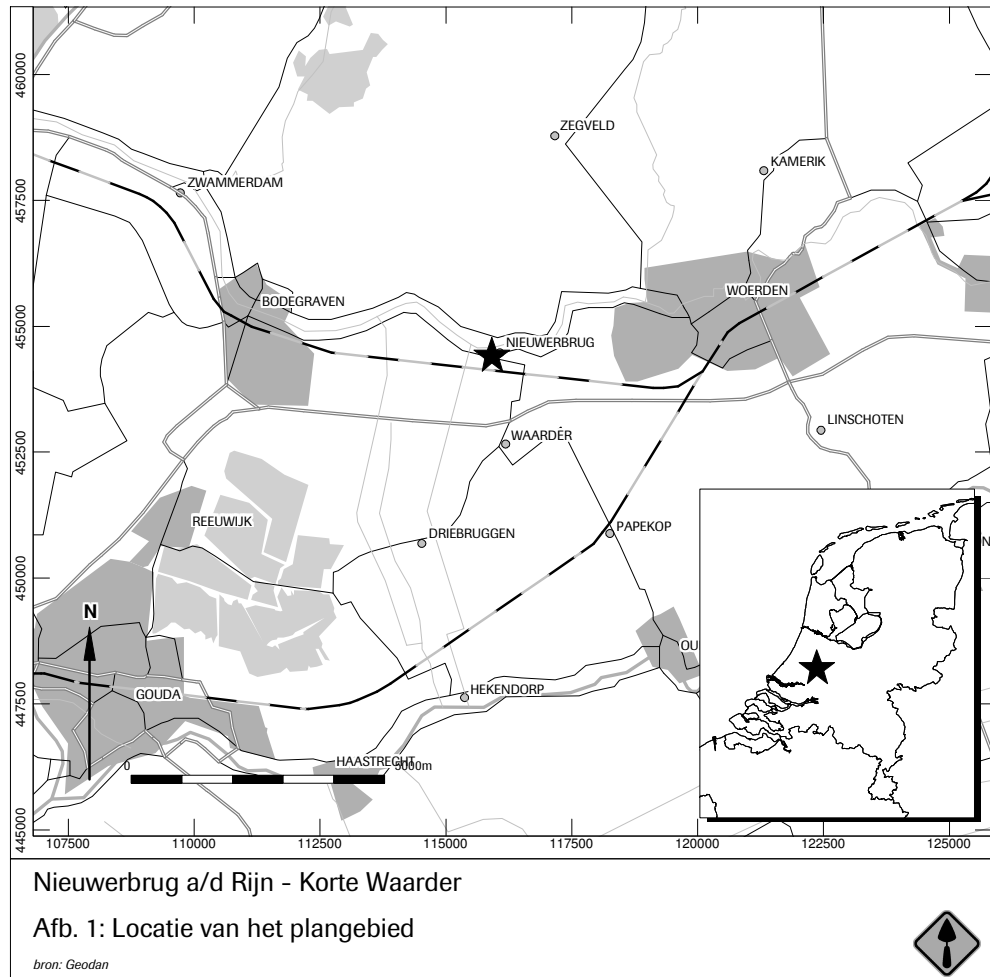 460000
457500
455000
452500
450000
447500
445000
ZEGVELD
KAMERIK
ZWAMMERDAM
BODEGRAVEN
WOERDEN
NIEUWERBRUG
LINSCHOTEN
WAARDER
REEUWIJK
DRIEBRUGGEN
PAPEKOP
N
N
OU
GOUDA
HEKENDORP
HAASTRECHT
0
5000m
107500
110000
112500
115000
117500
120000
122500
125000
Nieuwerbrug a/d Rijn - Korte Waarder
Afb. 1: Locatie van het plangebied
bron: Geodan